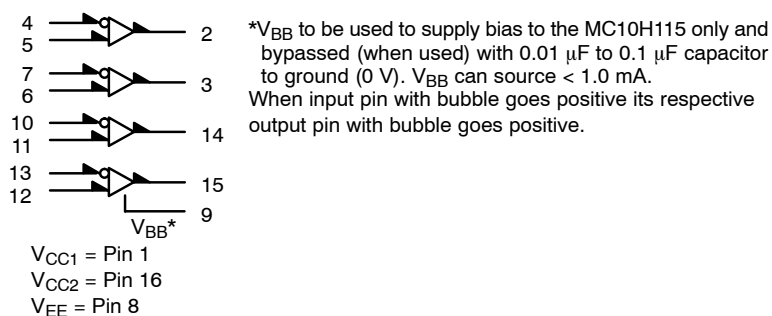 4
5
2
7
6
3
10
11
14
13
12
15
9
VBB*
VCC1 = Pin 1
VCC2 = Pin 16
VEE = Pin 8
*VBB to be used to supply bias to the MC10H115 only and
bypassed (when used) with 0.01 μF to 0.1 μF capacitor
to ground (0 V). VBB can source < 1.0 mA.
When input pin with bubble goes positive its respective
output pin with bubble goes positive.